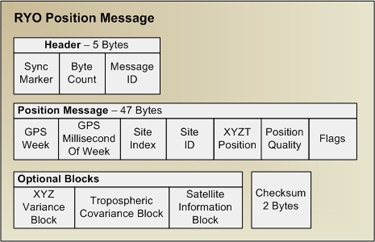 RYO Position Message
Header – 5 Bytes
Sync Marker
Byte Count
Message ID
Position Message – 47 Bytes
GPS Week
GPS Millisecond Of Week
Site Index
Site ID
XYZT Position
Position Quality
Flags
Optional Blocks
XYZ Variance Block
Tropospheric Covariance Block
Satellite Information Block
Checksum 2 Bytes